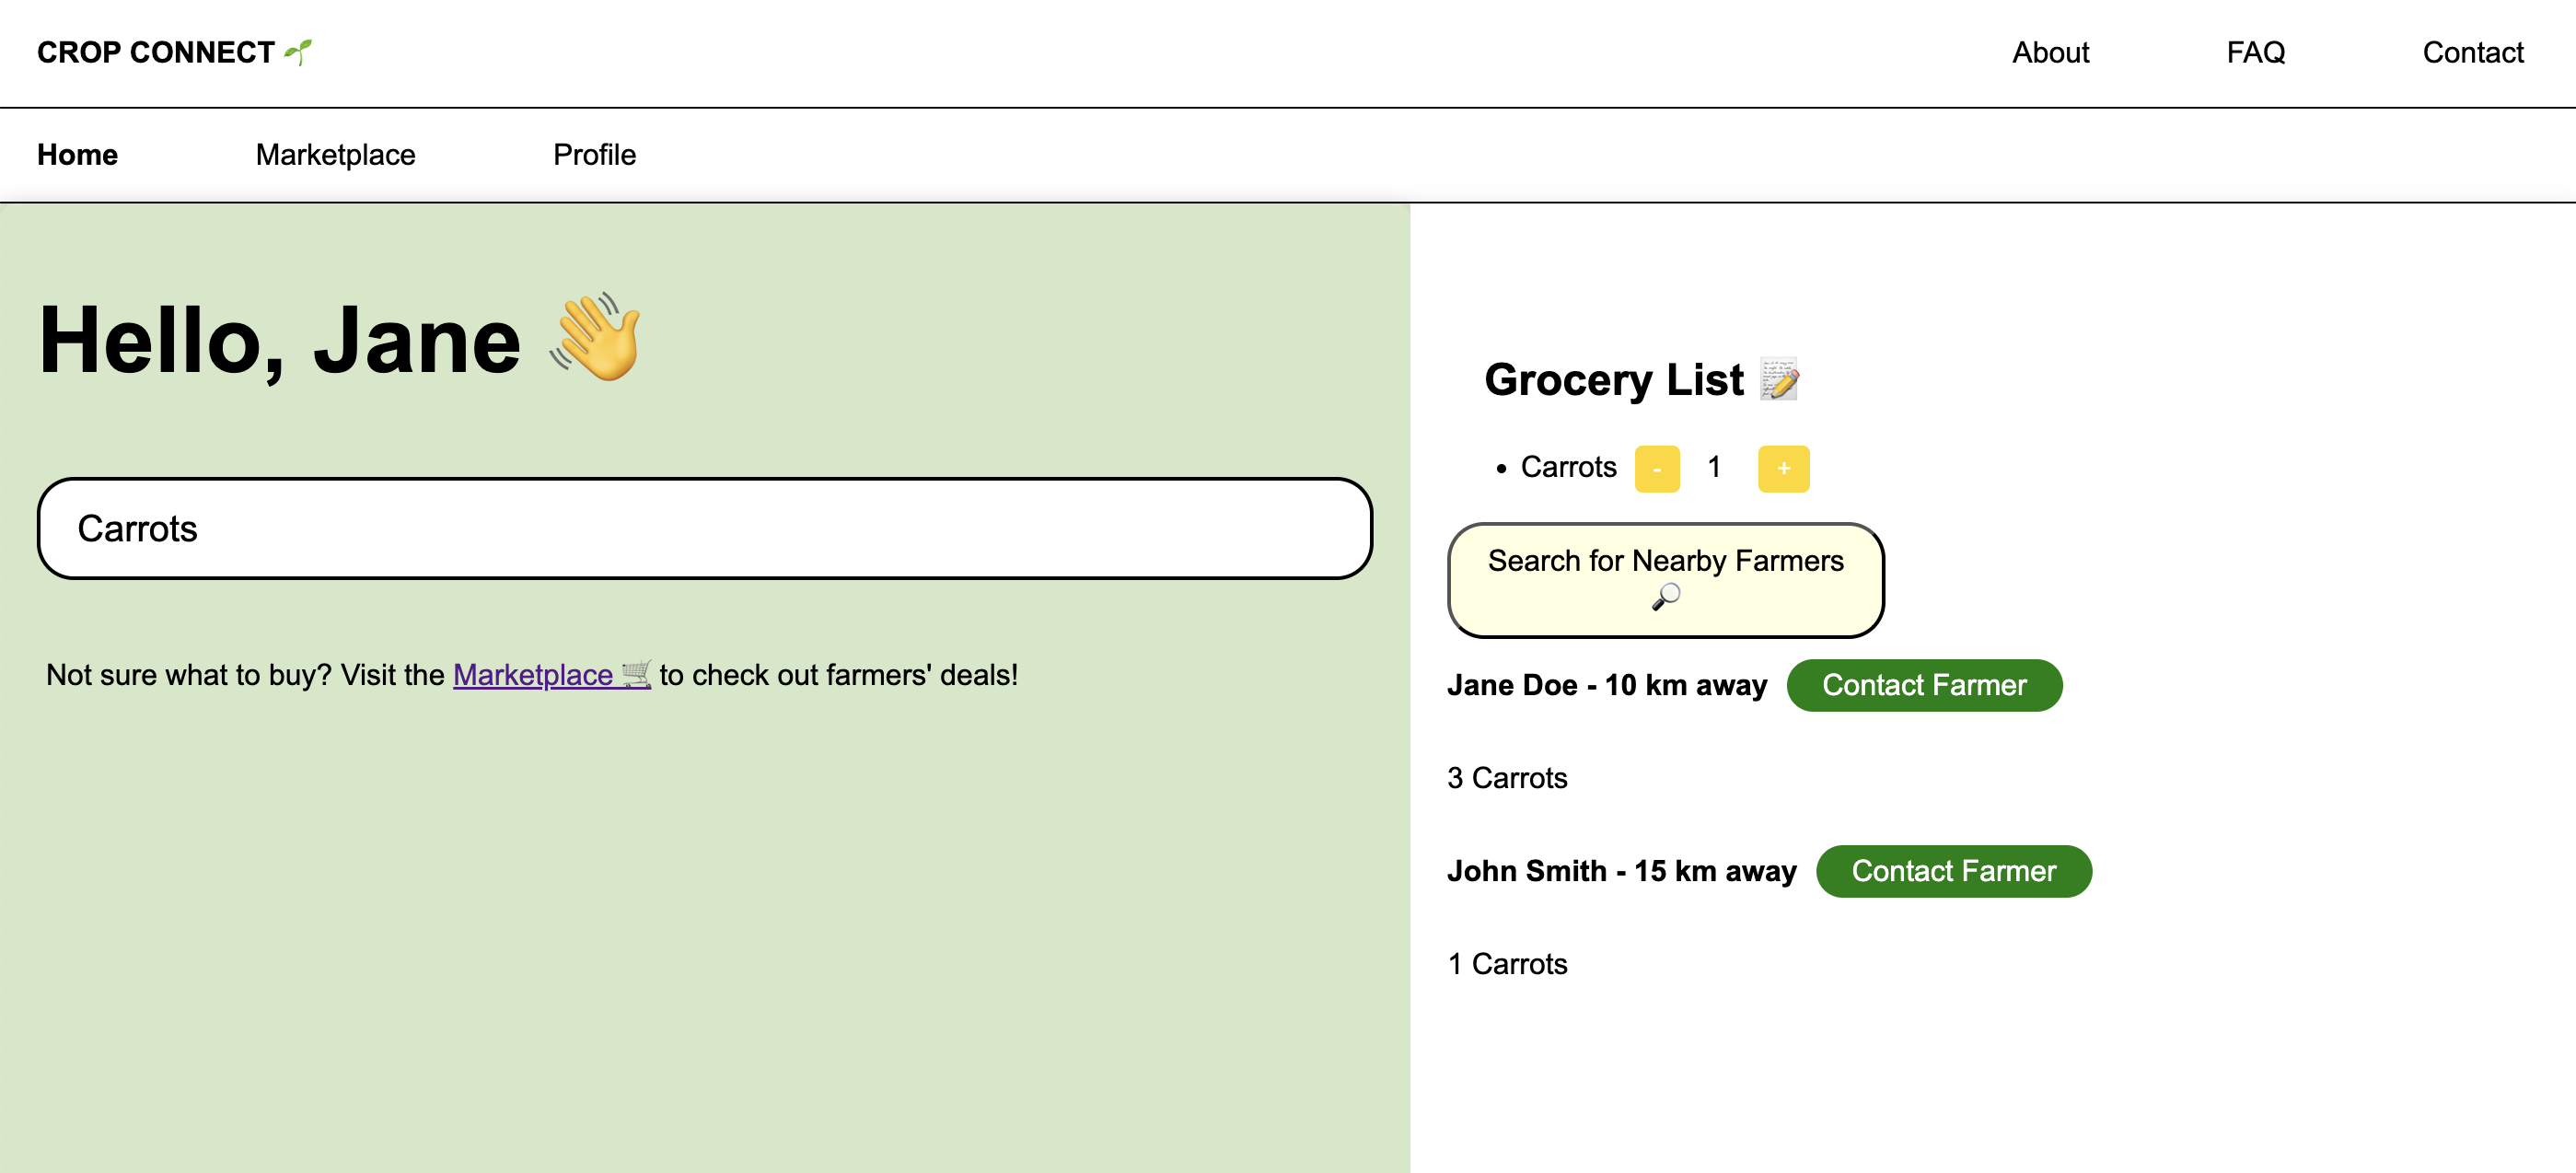 CROP CONNECT 🌱
About FAQ Contact
Home Marketplace Profile
Hello, Jane 👋
Carrots
Not sure what to buy? Visit the Marketplace 🛒 to check out farmers' deals!
Grocery List 📝
• Carrots - 1 +
Search for Nearby Farmers
🔎
Jane Doe - 10 km away Contact Farmer
3 Carrots
John Smith - 15 km away Contact Farmer
1 Carrots